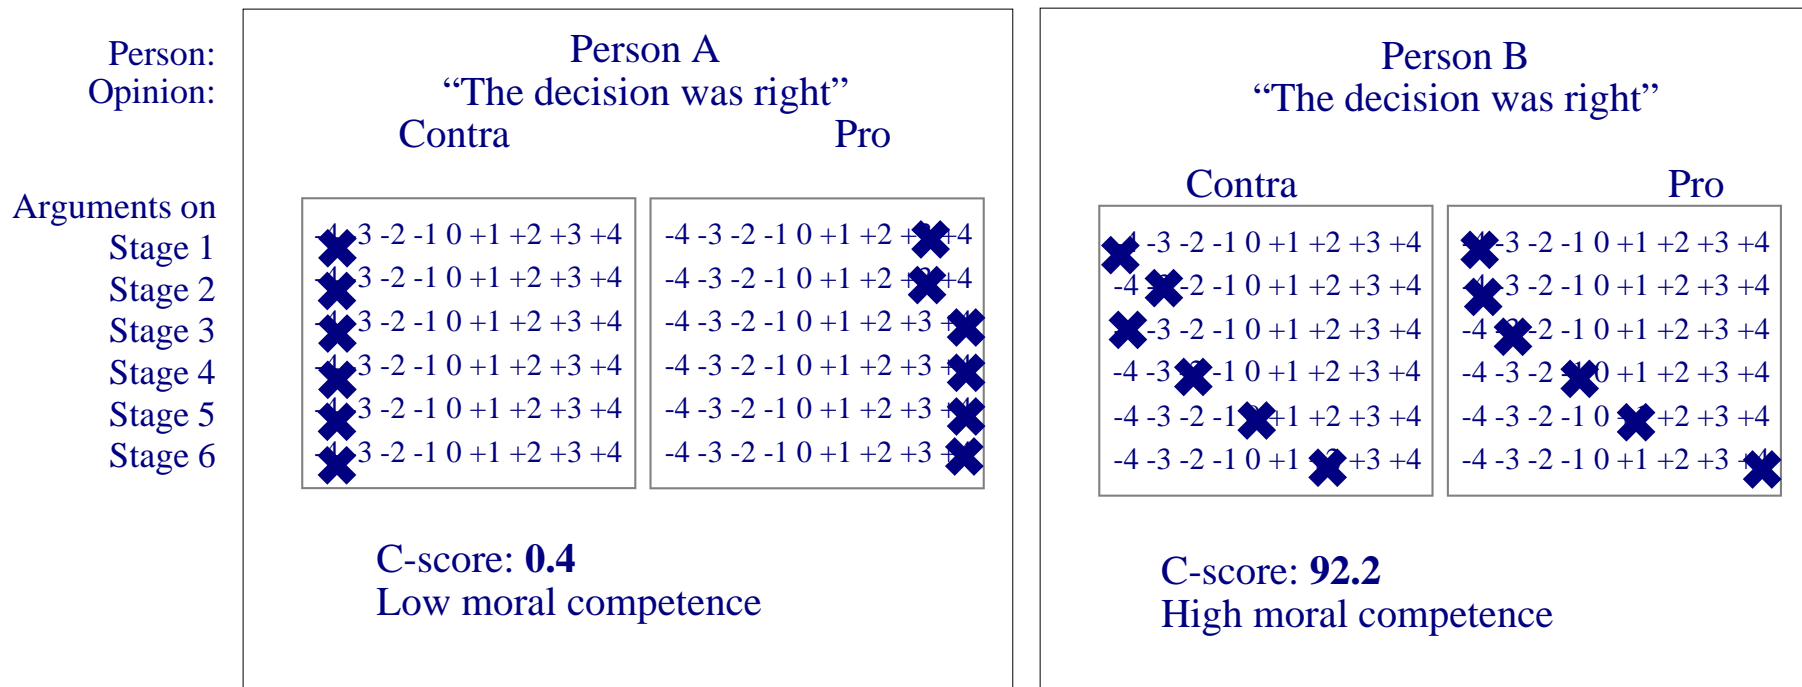 Person:
Opinion:
Person A
“The decision was right”
Contra Pro
Person B
“The decision was right”
Contra Pro
Arguments on
Stage 1
Stage 2
Stage 3
Stage 4
Stage 5
Stage 6
3 -2 -1 0 +1 +2 +3 +4
3 -2 -1 0 +1 +2 +3 +4
3 -2 -1 0 +1 +2 +3 +4
3 -2 -1 0 +1 +2 +3 +4
3 -2 -1 0 +1 +2 +3 +4
3 -2 -1 0 +1 +2 +3 +4
-4 -3 -2 -1 0 +1 +2 +4
-4 -3 -2 -1 0 +1 +2 +4
-4 -3 -2 -1 0 +1 +2 +3
-4 -3 -2 -1 0 +1 +2 +3
-4 -3 -2 -1 0 +1 +2 +3
-4 -3 -2 -1 0 +1 +2 +3
-3 -2 -1 0 +1 +2 +3 +4
-4 -2 -1 0 +1 +2 +3 +4
-3 -2 -1 0 +1 +2 +3 +4
-4 -3 -1 0 +1 +2 +3 +4
-4 -3 -2 -1 +1 +2 +3 +4
-4 -3 -2 -1 0 +1 +3 +4
-3 -2 -1 0 +1 +2 +3 +4
-3 -2 -1 0 +1 +2 +3 +4
-4 -2 -1 0 +1 +2 +3 +4
-4 -3 -2 0 +1 +2 +3 +4
-4 -3 -2 -1 0 +2 +3 +4
-4 -3 -2 -1 0 +1 +2 +3
C-score: 0.4
Low moral competence
C-score: 92.2
High moral competence